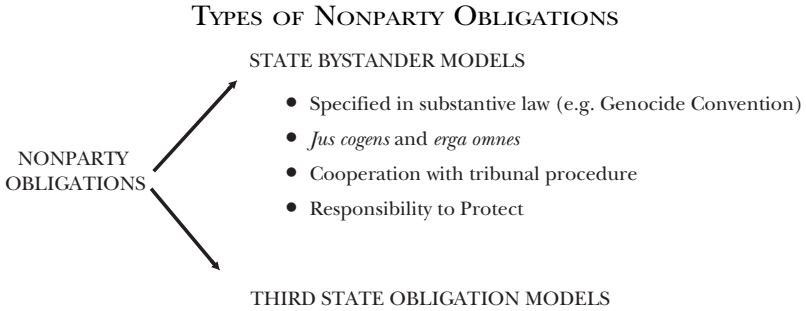 TYPES OF NONPARTY OBLIGATIONS
STATE BYSTANDER MODELS
• Specified in substantive law (e.g. Genocide Convention)
• Jus cogens and erga omnes
• Cooperation with tribunal procedure
• Responsibility to Protect
NONPARTY
OBLIGATIONS
THIRD STATE OBLIGATION MODELS